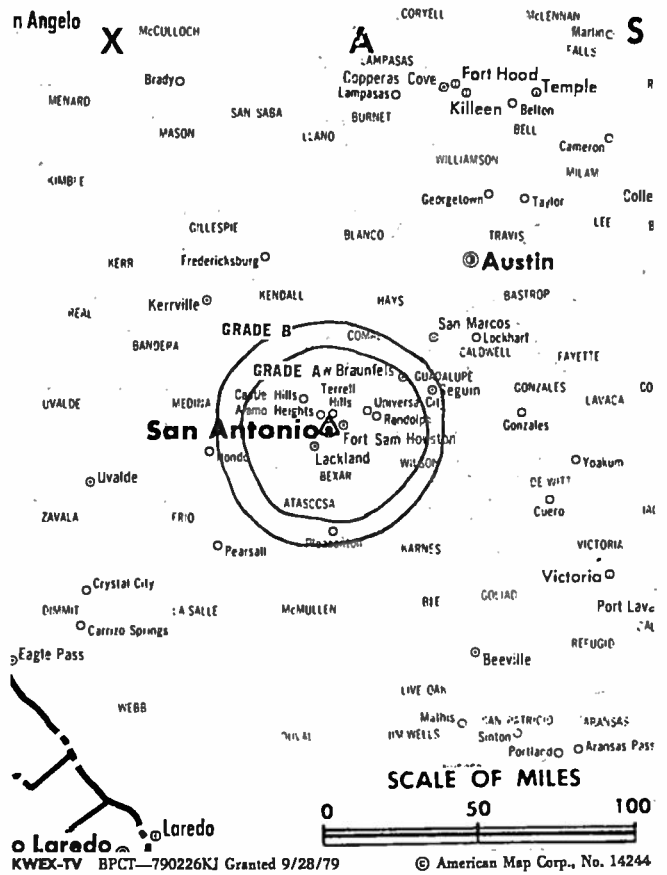 n Angelo
X A S
McCULLOCH
CORYELL
McLENNAN
FALLS
LAMPASAS
Brady
Copperas Cove
Fort Hood
Temple
Lampasas
Killeen
Belton
MENARD
SAN SABA
BURNET
BELL
MASON
LLANO
Cameron
WILLIAMSON
MILAM
KIMBLE
Georgetown
Taylor
Colle
GILLESPIE
BLANCO
TRAVIS
LEE
KERR
Fredericksburg
Austin
KENDALL
HAYS
BASTROP
REAL
Kerrville
San Marcos
Lockhart
GRADE B
COMAL
BANDERA
CALDWELL
FAYETTE
GRADE A
w Braunfels
GUADALUPE
Seguin
GONZALES
CO
LAVACA
UVALDE
MEDINA
Castle Hills
Terrell
Hills
Universal City
Alamo Heights
Randolph
Gonzales
San Antonio
Fort Sam Houston
Hondo
Lackland
WILSON
Yoakum
BEXAR
Uvalde
DE WITT
Cuero
ATASCOSA
ZAVALA
FRIO
Pearsall
Pleasanton
KARNES
VICTORIA
Victoria
Crystal City
DIMMIT
LA SALLE
McMULLEN
BEE
GOLIAD
Port Lava
Carrizo Springs
REFUGIO
Eagle Pass
Beeville
LIVE OAK
WEBB
Mathis
SAN PATRICIO
ARANSAS
DUVAL
JIM WELLS
Sinton
Portland
Aransas Pass
SCALE OF MILES
0 50 100
Laredo
o Laredo
KWEX-TV BPCT—790226KJ Granted 9/28/79
© American Map Corp., No. 14244